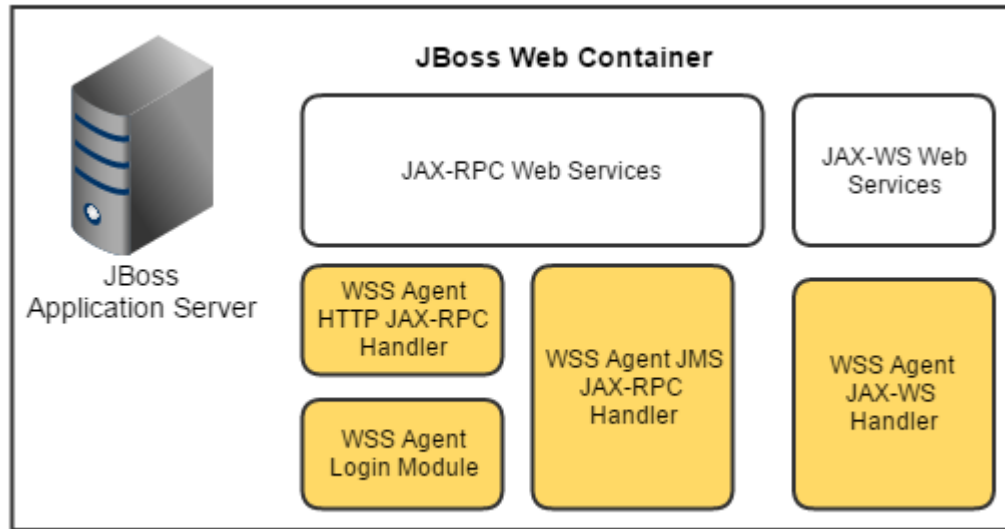 JBoss Web Container
JAX-RPC Web Services
JAX-WS Web
Services
JBoss
Application Server
WSS Agent
HTTP JAX-RPC
Handler
WSS Agent JMS
JAX-RPC
Handler
WSS Agent
JAX-WS
Handler
WSS Agent
Login Module